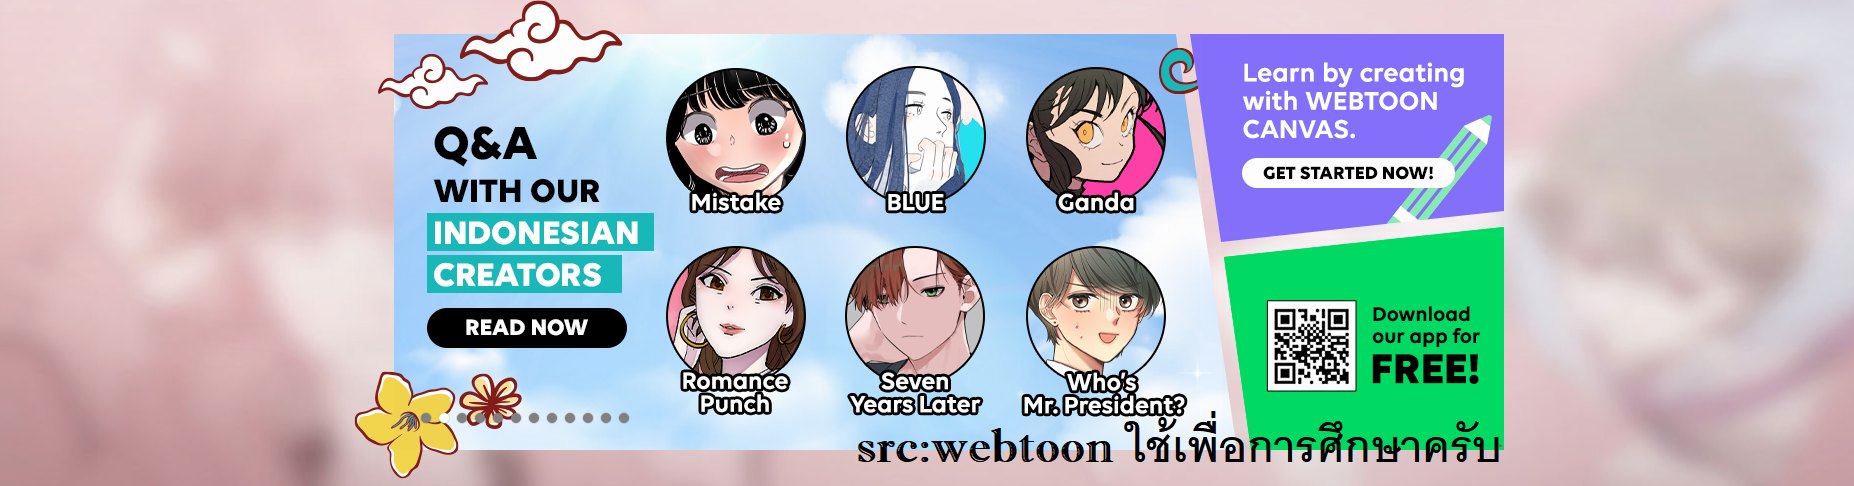 Q&A
WITH OUR
INDONESIAN
CREATORS
READ NOW
Mistake
BLUE
Ganda
Romance
Punch
Seven
Years Later
Who's
Mr. President?
Learn by creating
with WEBTOON
CANVAS.
GET STARTED NOW!
Download
our app for
FREE!
src:webtoon ใช้เพื่อการศึกษาครับ